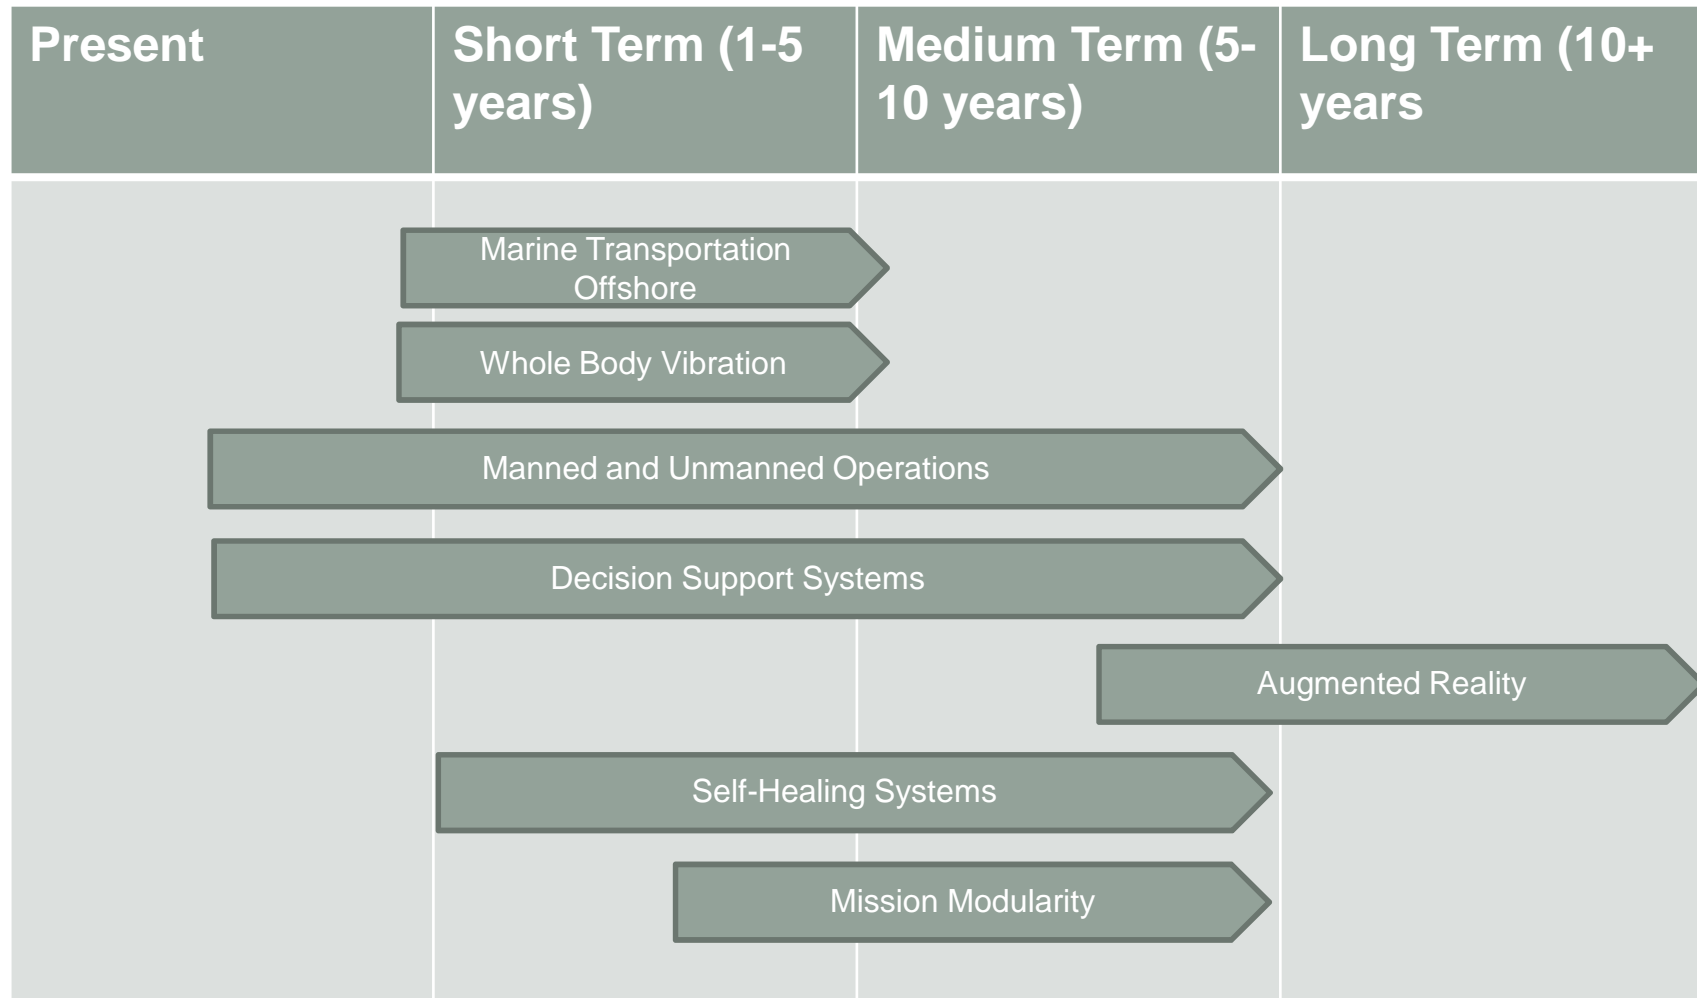 Present
Short Term (1-5
years)
Medium Term (5-
10 years)
Long Term (10+
years
Marine Transportation
Offshore
Whole Body Vibration
Manned and Unmanned Operations
Decision Support Systems
Augmented Reality
Self-Healing Systems
Mission Modularity